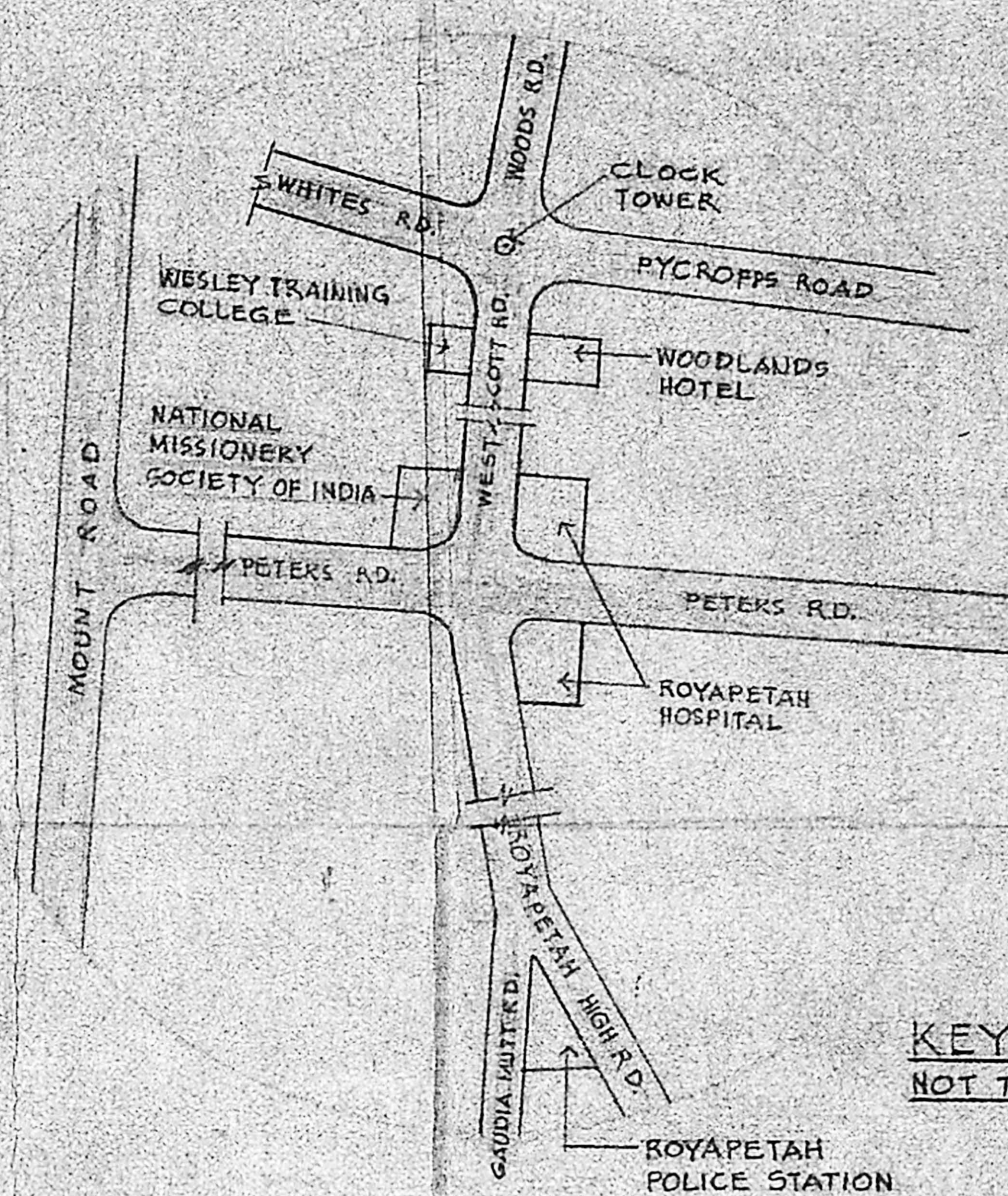 WOODS RD.
CLOCK
TOWER
WHITES RD.
PYCROFPS ROAD
WESLEY TRAINING
COLLEGE
WEST COTT RD.
WOODLANDS
HOTEL
NATIONAL
MISSIONERY
SOCIETY OF INDIA
MOUNT ROAD
PETERS RD.
PETERS RD.
ROYAPETAH
HOSPITAL
ROYAPETAH HIGH RD.
GAUDIA MUTT RD.
KEY
NOT T
ROYAPETAH
POLICE STATION